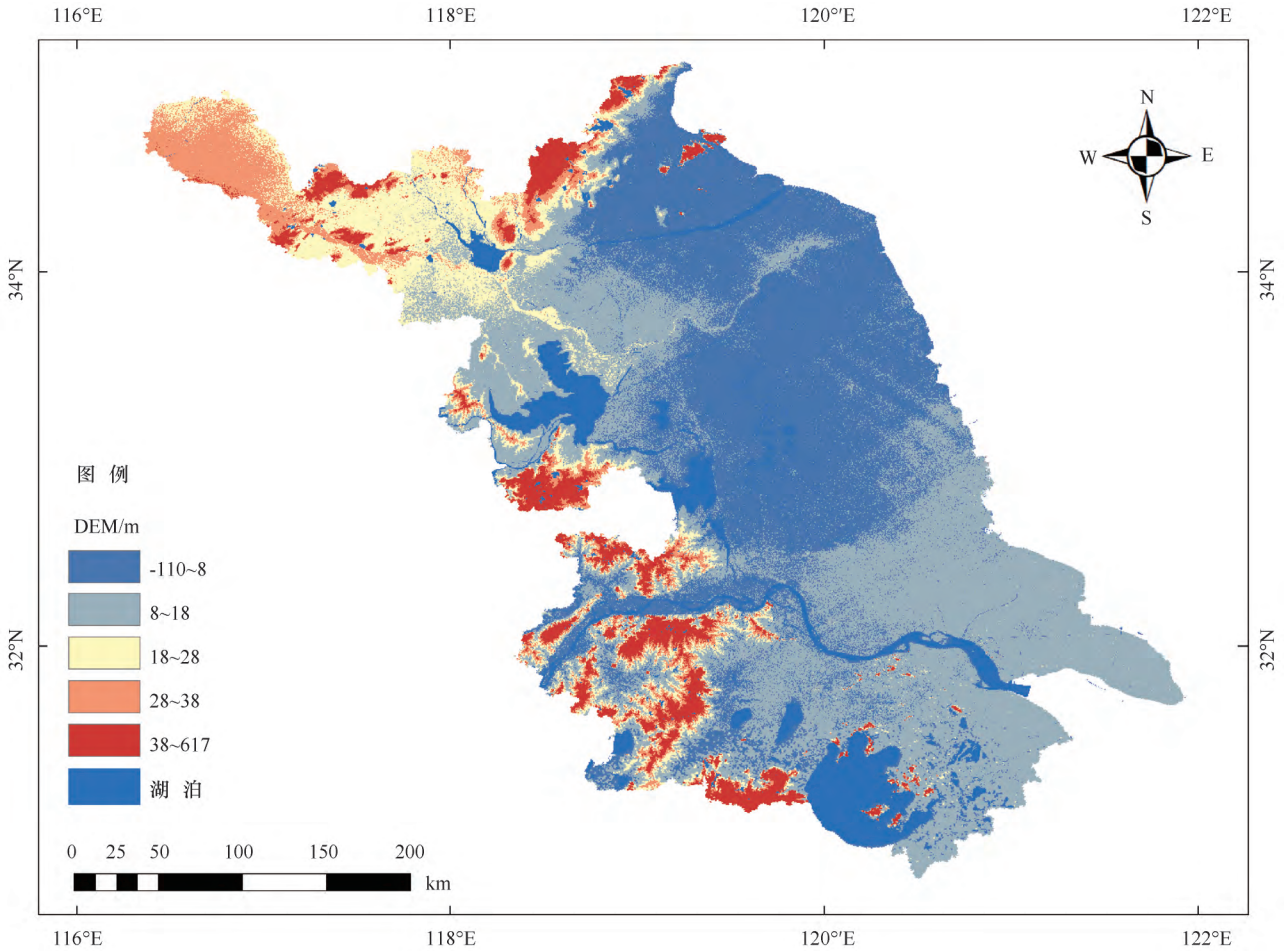 116°E 118°E 120°′E 122°E
N
W E
S
34°N 34°N
图 例
DEM/m
-110~8
8~18
18~28
28~38
38~617
湖 泊
32°N 32°N
0 25 50 100 150 200
km
116°E 118°E 120°′E 122°E